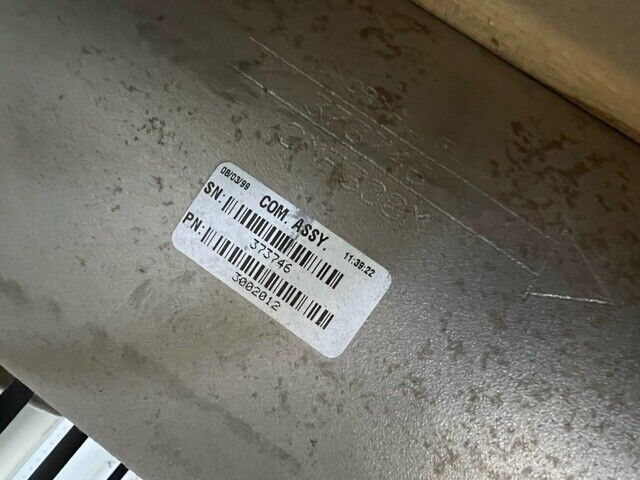 08/03/99
COM. ASSY.
11:39:22
SN:
373746
PN:
3002012